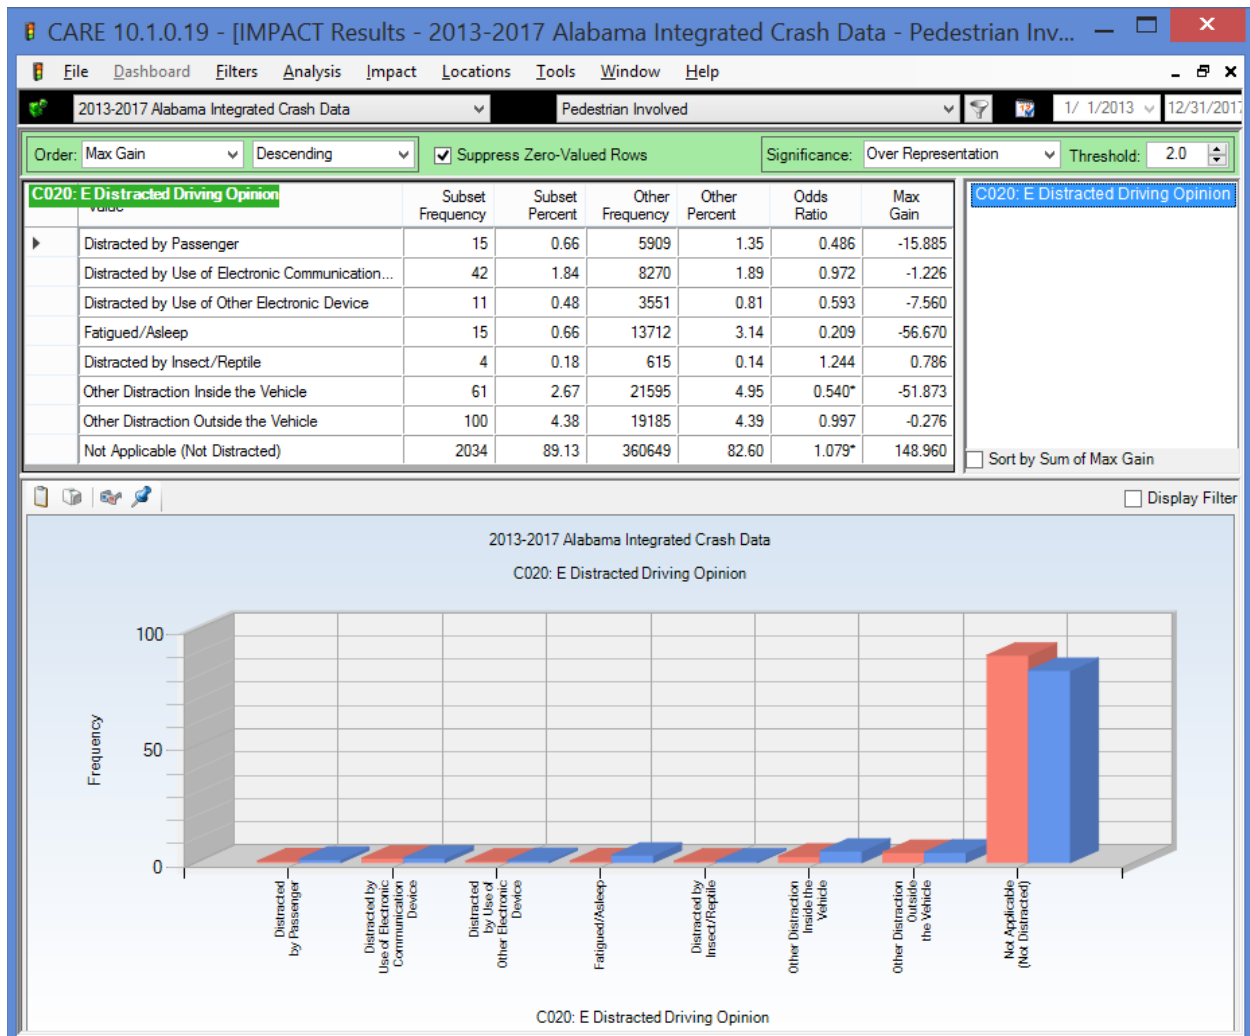 CARE 10.1.0.19 - [IMPACT Results - 2013-2017 Alabama Integrated Crash Data - Pedestrian Inv...
File Dashboard Filters Analysis Impact Locations Tools Window Help
2013-2017 Alabama Integrated Crash Data Pedestrian Involved 1/ 1/2013 12/31/2017
Order: Max Gain Descending Suppress Zero-Valued Rows Significance: Over Representation Threshold: 2.0
C020: E Distracted Driving Opinion Subset Frequency Subset Percent Other Frequency Other Percent Odds Ratio Max Gain
Distracted by Passenger 15 0.66 5909 1.35 0.486 -15.885
Distracted by Use of Electronic Communication... 42 1.84 8270 1.89 0.972 -1.226
Distracted by Use of Other Electronic Device 11 0.48 3551 0.81 0.593 -7.560
Fatigued/Asleep 15 0.66 13712 3.14 0.209 -56.670
Distracted by Insect/Reptile 4 0.18 615 0.14 1.244 0.786
Other Distraction Inside the Vehicle 61 2.67 21595 4.95 0.540* -51.873
Other Distraction Outside the Vehicle 100 4.38 19185 4.39 0.997 -0.276
Not Applicable (Not Distracted) 2034 89.13 360649 82.60 1.079* 148.960
C020: E Distracted Driving Opinion
Sort by Sum of Max Gain
Display Filter
2013-2017 Alabama Integrated Crash Data
C020: E Distracted Driving Opinion
Frequency
100
50
0
Distracted
by Passenger
Distracted by
Use of Electronic
Communication
Device
Distracted
by Use of
Other Electronic
Device
Fatigued/Asleep
Distracted by
Insect/Reptile
Other Distraction
Inside the
Vehicle
Other Distraction
Outside
the Vehicle
Not Applicable
(Not Distracted)
C020: E Distracted Driving Opinion